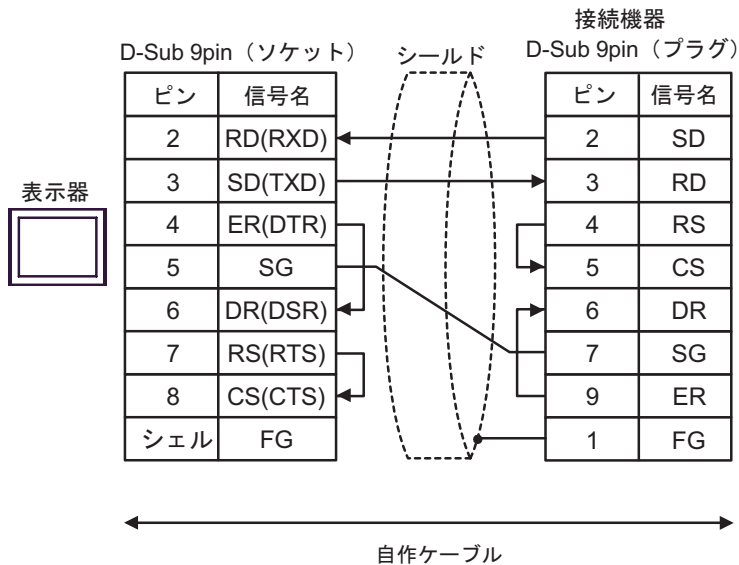 接続機器
D-Sub 9pin（ソケット）
シールド
D-Sub 9pin（プラグ）
ピン 信号名 ピン 信号名
2 RD(RXD) 2 SD
3 SD(TXD) 3 RD
表示器
4 ER(DTR) 4 RS
5 SG 5 CS
6 DR(DSR) 6 DR
7 RS(RTS) 7 SG
8 CS(CTS) 9 ER
シェル FG 1 FG
自作ケーブル